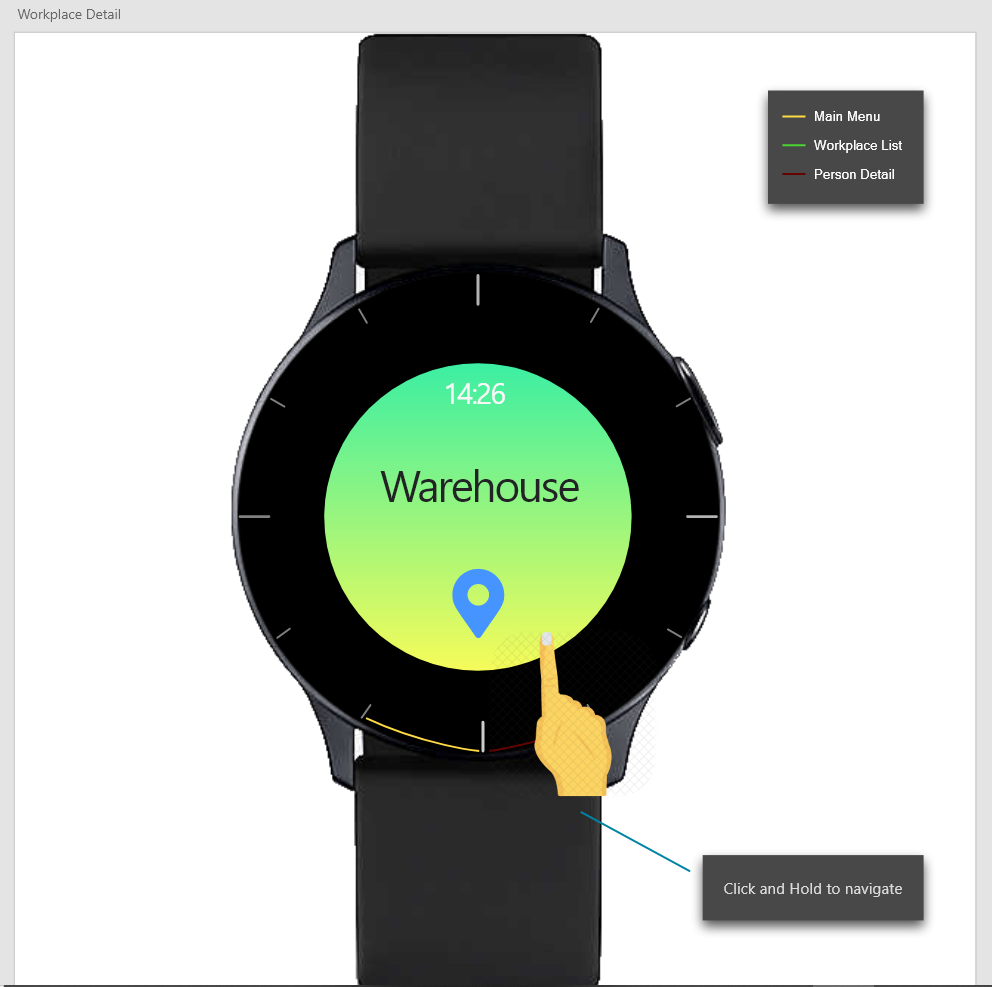 Workplace Detail
Main Menu
Workplace List
Person Detail
14:26
Warehouse
Click and Hold to navigate